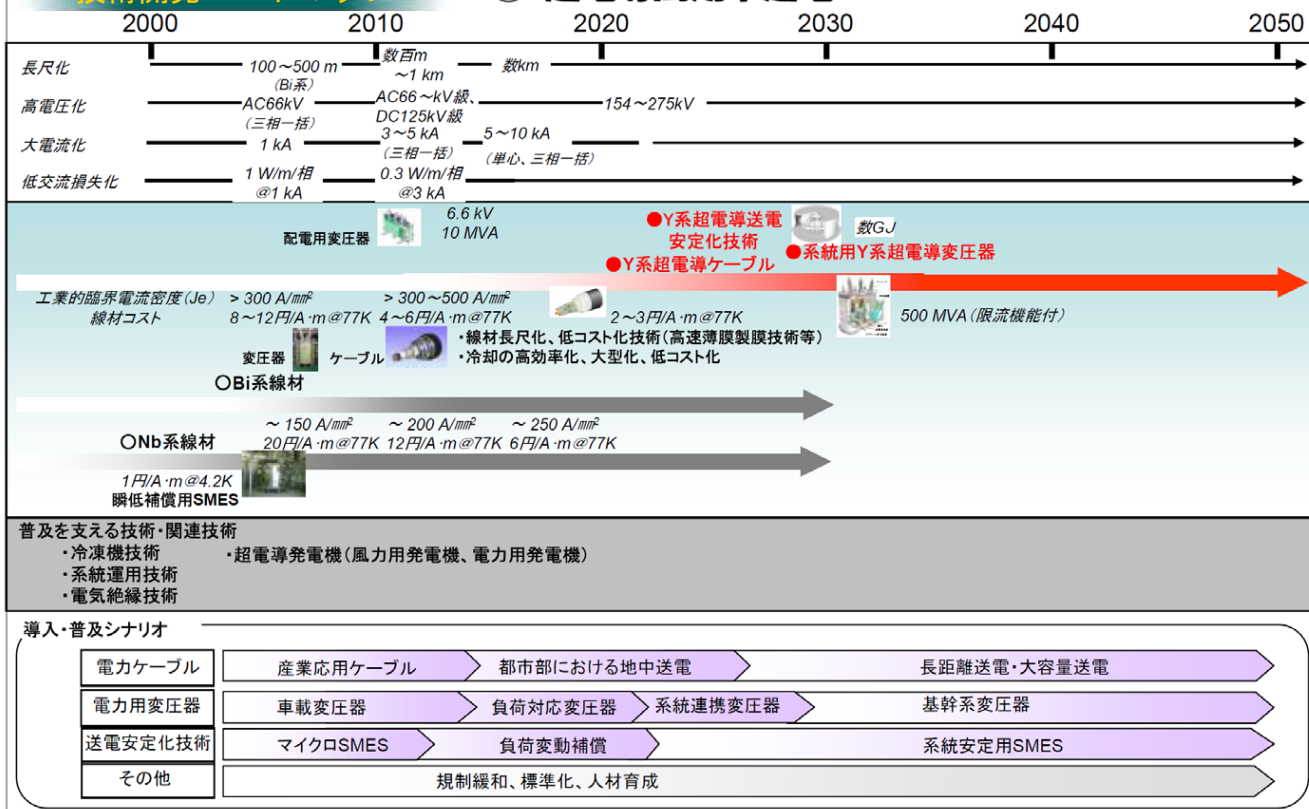 2000 2010 2020 2030 2040 2050
長尺化 100～500 m 数百m 数km
(Bi系) ～1 km
高電圧化 AC66kV AC66～kV級、 154～275kV
(三相一括) DC125kV級
大電流化 1 kA 3～5 kA 5～10 kA
(三相一括) (単心、三相一括)
低交流損失化 1 W/m/相 0.3 W/m/相
@1 kA @3 kA
配電用変圧器 6.6 kV
10 MVA
●Y系超電導送電
安定化技術
数GJ
●系統用Y系超電導変圧器
●Y系超電導ケーブル
工業的臨界電流密度(Je) > 300 A/㎟ > 300～500 A/㎟
線材コスト 8～12円/A·m@77K 4～6円/A·m@77K 2～3円/A·m@77K
500 MVA(限流機能付)
変圧器 ケーブル
・線材長尺化、低コスト化技術(高速薄膜製膜技術等)
・冷却の高効率化、大型化、低コスト化
〇Bi系線材
～ 150 A/㎟ ～ 200 A/㎟ ～ 250 A/㎟
20円/A·m@77K 12円/A·m@77K 6円/A·m@77K
〇Nb系線材
1円/A·m@4.2K
瞬低補償用SMES
普及を支える技術・関連技術
・冷凍機技術 ・超電導発電機(風力用発電機、電力用発電機)
・系統運用技術
・電気絶縁技術
導入・普及シナリオ
電力ケーブル 産業応用ケーブル 都市部における地中送電 長距離送電・大容量送電
電力用変圧器 車載変圧器 負荷対応変圧器 系統連携変圧器 基幹系変圧器
送電安定化技術 マイクロSMES 負荷変動補償 系統安定用SMES
その他 規制緩和、標準化、人材育成